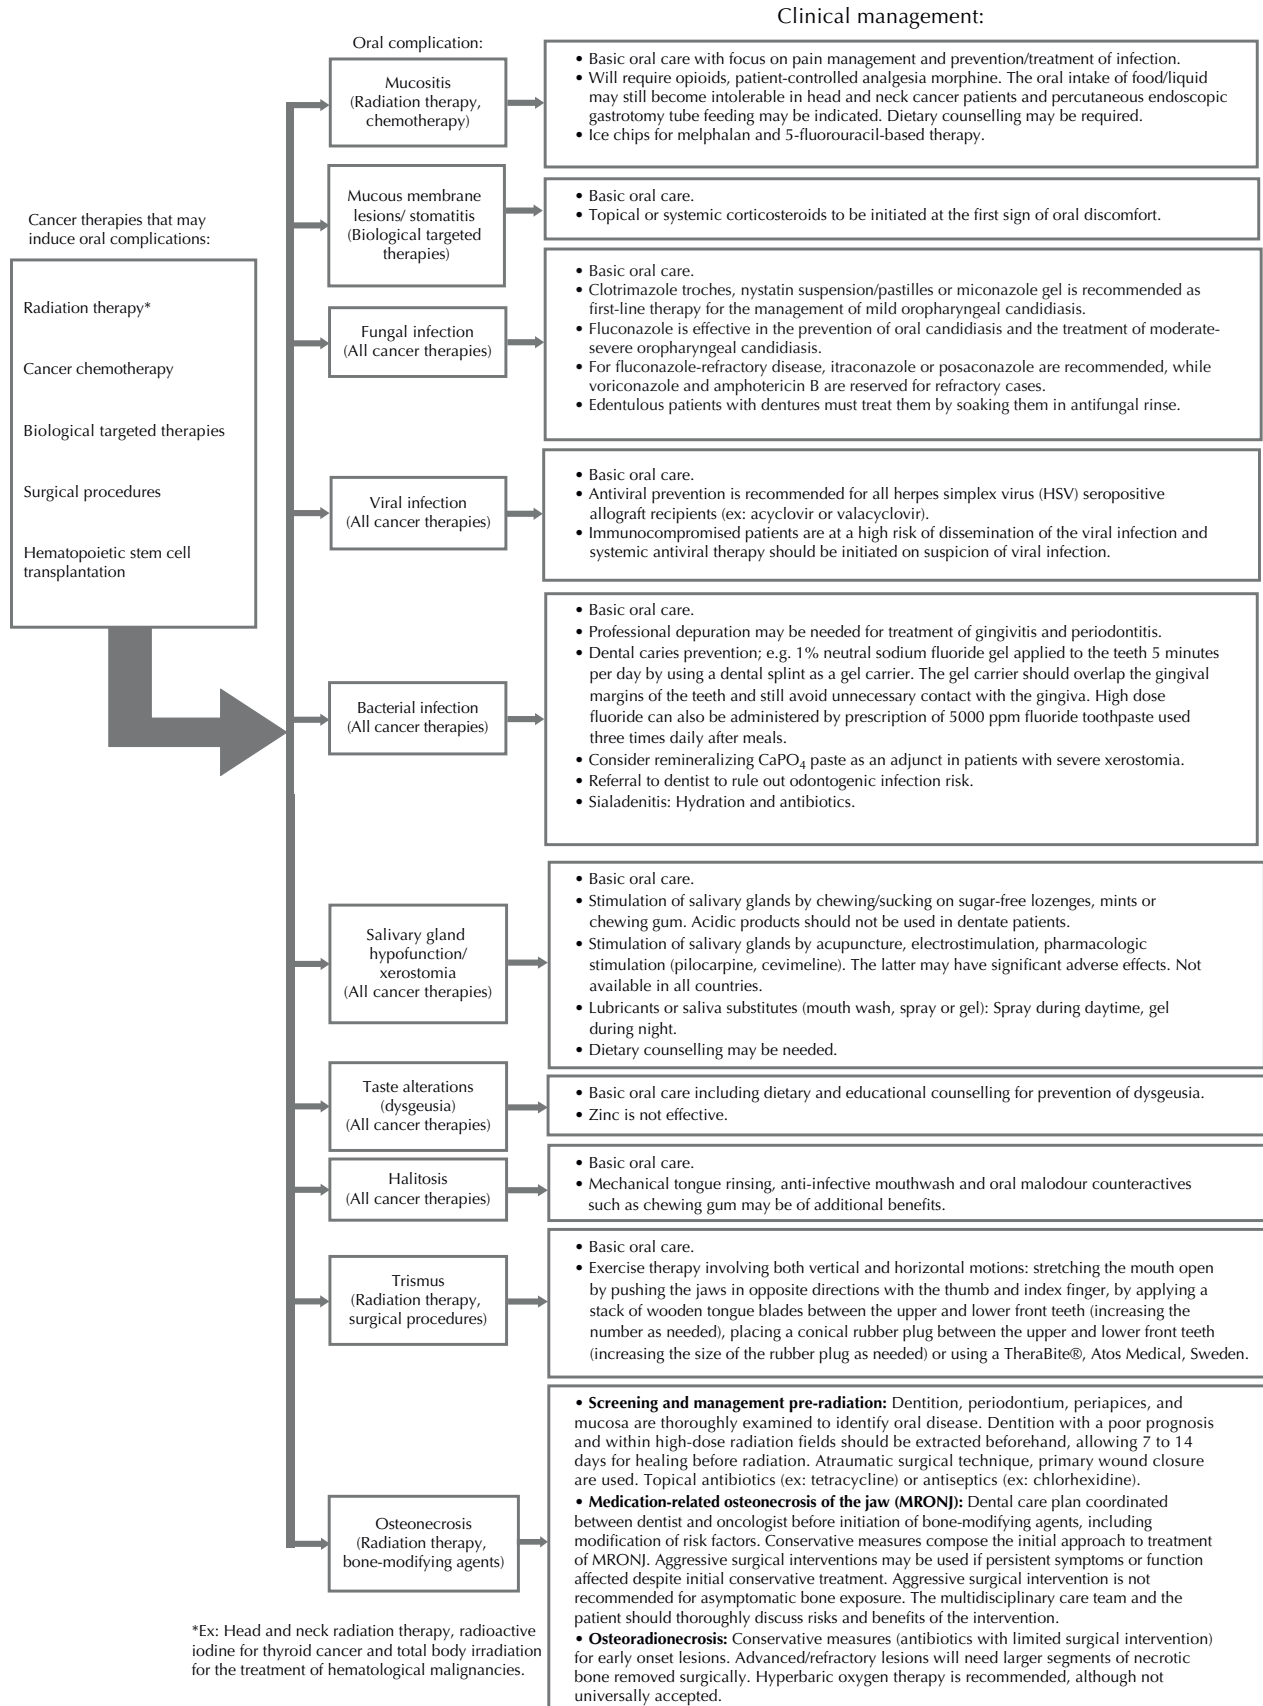 Clinical management:
Oral complication:
Mucositis
(Radiation therapy,
chemotherapy)
• Basic oral care with focus on pain management and prevention/treatment of infection.
• Will require opioids, patient-controlled analgesia morphine. The oral intake of food/liquid
may still become intolerable in head and neck cancer patients and percutaneous endoscopic
gastrotomy tube feeding may be indicated. Dietary counselling may be required.
• Ice chips for melphalan and 5-fluorouracil-based therapy.
Mucous membrane
lesions/ stomatitis
(Biological targeted
therapies)
• Basic oral care.
• Topical or systemic corticosteroids to be initiated at the first sign of oral discomfort.
Cancer therapies that may
induce oral complications:
Radiation therapy*
Cancer chemotherapy
Biological targeted therapies
Surgical procedures
Hematopoietic stem cell
transplantation
Fungal infection
(All cancer therapies)
• Basic oral care.
• Clotrimazole troches, nystatin suspension/pastilles or miconazole gel is recommended as
first-line therapy for the management of mild oropharyngeal candidiasis.
• Fluconazole is effective in the prevention of oral candidiasis and the treatment of moderate-
severe oropharyngeal candidiasis.
• For fluconazole-refractory disease, itraconazole or posaconazole are recommended, while
voriconazole and amphotericin B are reserved for refractory cases.
• Edentulous patients with dentures must treat them by soaking them in antifungal rinse.
Viral infection
(All cancer therapies)
• Basic oral care.
• Antiviral prevention is recommended for all herpes simplex virus (HSV) seropositive
allograft recipients (ex: acyclovir or valacyclovir).
• Immunocompromised patients are at a high risk of dissemination of the viral infection and
systemic antiviral therapy should be initiated on suspicion of viral infection.
Bacterial infection
(All cancer therapies)
• Basic oral care.
• Professional depuration may be needed for treatment of gingivitis and periodontitis.
• Dental caries prevention; e.g. 1% neutral sodium fluoride gel applied to the teeth 5 minutes
per day by using a dental splint as a gel carrier. The gel carrier should overlap the gingival
margins of the teeth and still avoid unnecessary contact with the gingiva. High dose
fluoride can also be administered by prescription of 5000 ppm fluoride toothpaste used
three times daily after meals.
• Consider remineralizing CaPO4 paste as an adjunct in patients with severe xerostomia.
• Referral to dentist to rule out odontogenic infection risk.
• Sialadenitis: Hydration and antibiotics.
Salivary gland
hypofunction/
xerostomia
(All cancer therapies)
• Basic oral care.
• Stimulation of salivary glands by chewing/sucking on sugar-free lozenges, mints or
chewing gum. Acidic products should not be used in dentate patients.
• Stimulation of salivary glands by acupuncture, electrostimulation, pharmacologic
stimulation (pilocarpine, cevimeline). The latter may have significant adverse effects. Not
available in all countries.
• Lubricants or saliva substitutes (mouth wash, spray or gel): Spray during daytime, gel
during night.
• Dietary counselling may be needed.
Taste alterations
(dysgeusia)
(All cancer therapies)
• Basic oral care including dietary and educational counselling for prevention of dysgeusia.
• Zinc is not effective.
Halitosis
(All cancer therapies)
• Basic oral care.
• Mechanical tongue rinsing, anti-infective mouthwash and oral malodour counteractives
such as chewing gum may be of additional benefits.
Trismus
(Radiation therapy,
surgical procedures)
• Basic oral care.
• Exercise therapy involving both vertical and horizontal motions: stretching the mouth open
by pushing the jaws in opposite directions with the thumb and index finger, by applying a
stack of wooden tongue blades between the upper and lower front teeth (increasing the
number as needed), placing a conical rubber plug between the upper and lower front teeth
(increasing the size of the rubber plug as needed) or using a TheraBite®, Atos Medical, Sweden.
Osteonecrosis
(Radiation therapy,
bone-modifying agents)
• Screening and management pre-radiation: Dentition, periodontium, periapices, and
mucosa are thoroughly examined to identify oral disease. Dentition with a poor prognosis
and within high-dose radiation fields should be extracted beforehand, allowing 7 to 14
days for healing before radiation. Atraumatic surgical technique, primary wound closure
are used. Topical antibiotics (ex: tetracycline) or antiseptics (ex: chlorhexidine).
• Medication-related osteonecrosis of the jaw (MRONJ): Dental care plan coordinated
between dentist and oncologist before initiation of bone-modifying agents, including
modification of risk factors. Conservative measures compose the initial approach to treatment
of MRONJ. Aggressive surgical interventions may be used if persistent symptoms or function
affected despite initial conservative treatment. Aggressive surgical intervention is not
recommended for asymptomatic bone exposure. The multidisciplinary care team and the
patient should thoroughly discuss risks and benefits of the intervention.
• Osteoradionecrosis: Conservative measures (antibiotics with limited surgical intervention)
for early onset lesions. Advanced/refractory lesions will need larger segments of necrotic
bone removed surgically. Hyperbaric oxygen therapy is recommended, although not
universally accepted.
*Ex: Head and neck radiation therapy, radioactive
iodine for thyroid cancer and total body irradiation
for the treatment of hematological malignancies.